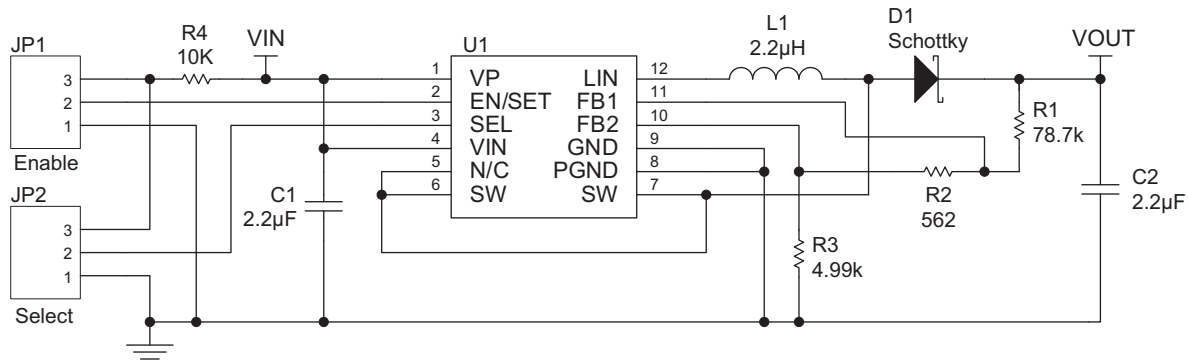 JP1
3
2
1
Enable
JP2
3
2
1
Select
R4
10K
VIN
C1
2.2µF
U1
1 VP
2 EN/SET
3 SEL
4 VIN
5 N/C
6 SW
LIN 12
FB1 11
FB2 10
GND 9
PGND 8
SW 7
L1
2.2µH
D1
Schottky
VOUT
R1
78.7k
R2
562
R3
4.99k
C2
2.2µF